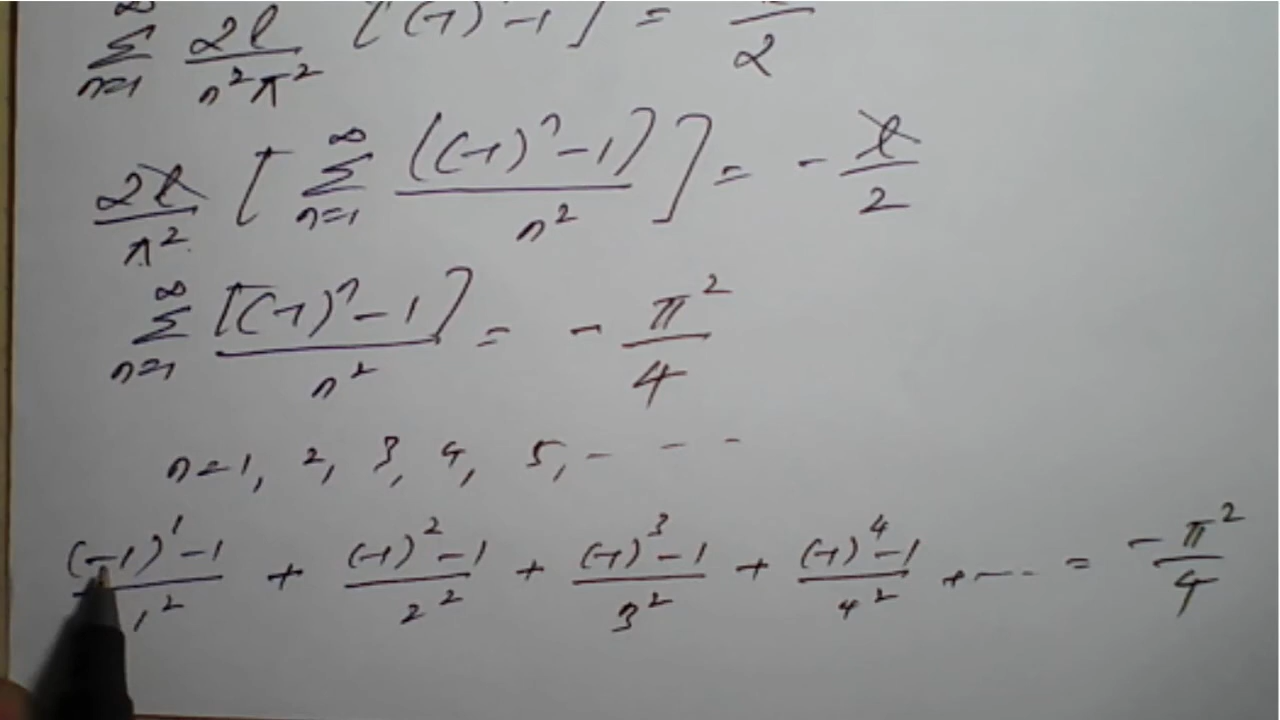 ∞ Σ n=1 2l/n²π² [(-1) -1] = /2
2l/π² [ ∞ Σ n=1 ((-1)ⁿ-1)/n² ] = - l/2
∞ Σ n=1 [(-1)ⁿ-1]/n² = - π²/4
n=1, 2, 3, 4, 5, - - -
(-1)¹-1/1² + (-1)²-1/2² + (-1)³-1/3² + (-1)⁴-1/4² + --- = -π²/4